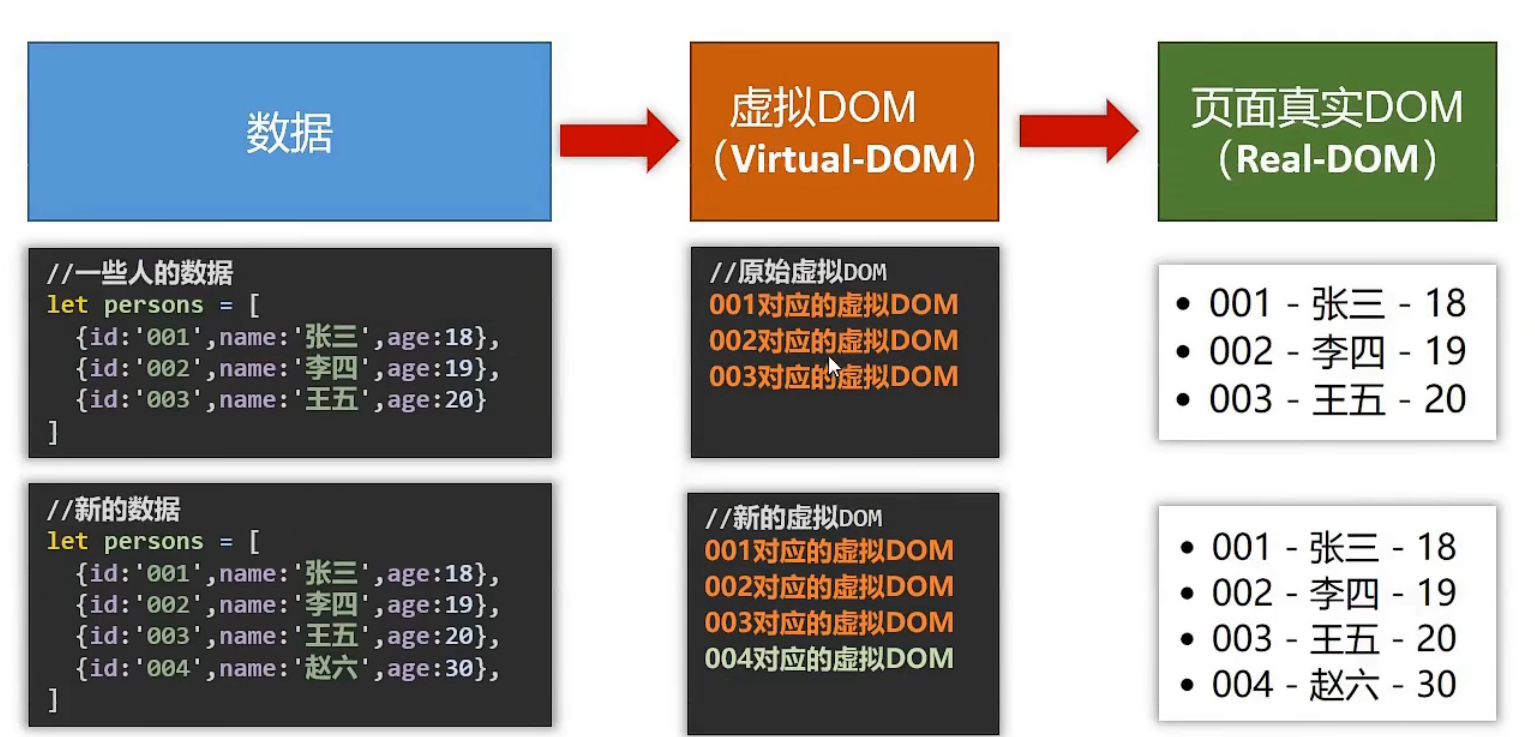 数据
虚拟DOM
（Virtual-DOM）
页面真实DOM
（Real-DOM）
//一些人的数据
let persons = [
{id:'001',name:'张三',age:18},
{id:'002',name:'李四',age:19},
{id:'003',name:'王五',age:20}
]
//原始虚拟DOM
001对应的虚拟DOM
002对应的虚拟DOM
003对应的虚拟DOM
• 001 - 张三 - 18
• 002 - 李四 - 19
• 003 - 王五 - 20
//新的数据
let persons = [
{id:'001',name:'张三',age:18},
{id:'002',name:'李四',age:19},
{id:'003',name:'王五',age:20},
{id:'004',name:'赵六',age:30},
]
//新的虚拟DOM
001对应的虚拟DOM
002对应的虚拟DOM
003对应的虚拟DOM
004对应的虚拟DOM
• 001 - 张三 - 18
• 002 - 李四 - 19
• 003 - 王五 - 20
• 004 - 赵六 - 30